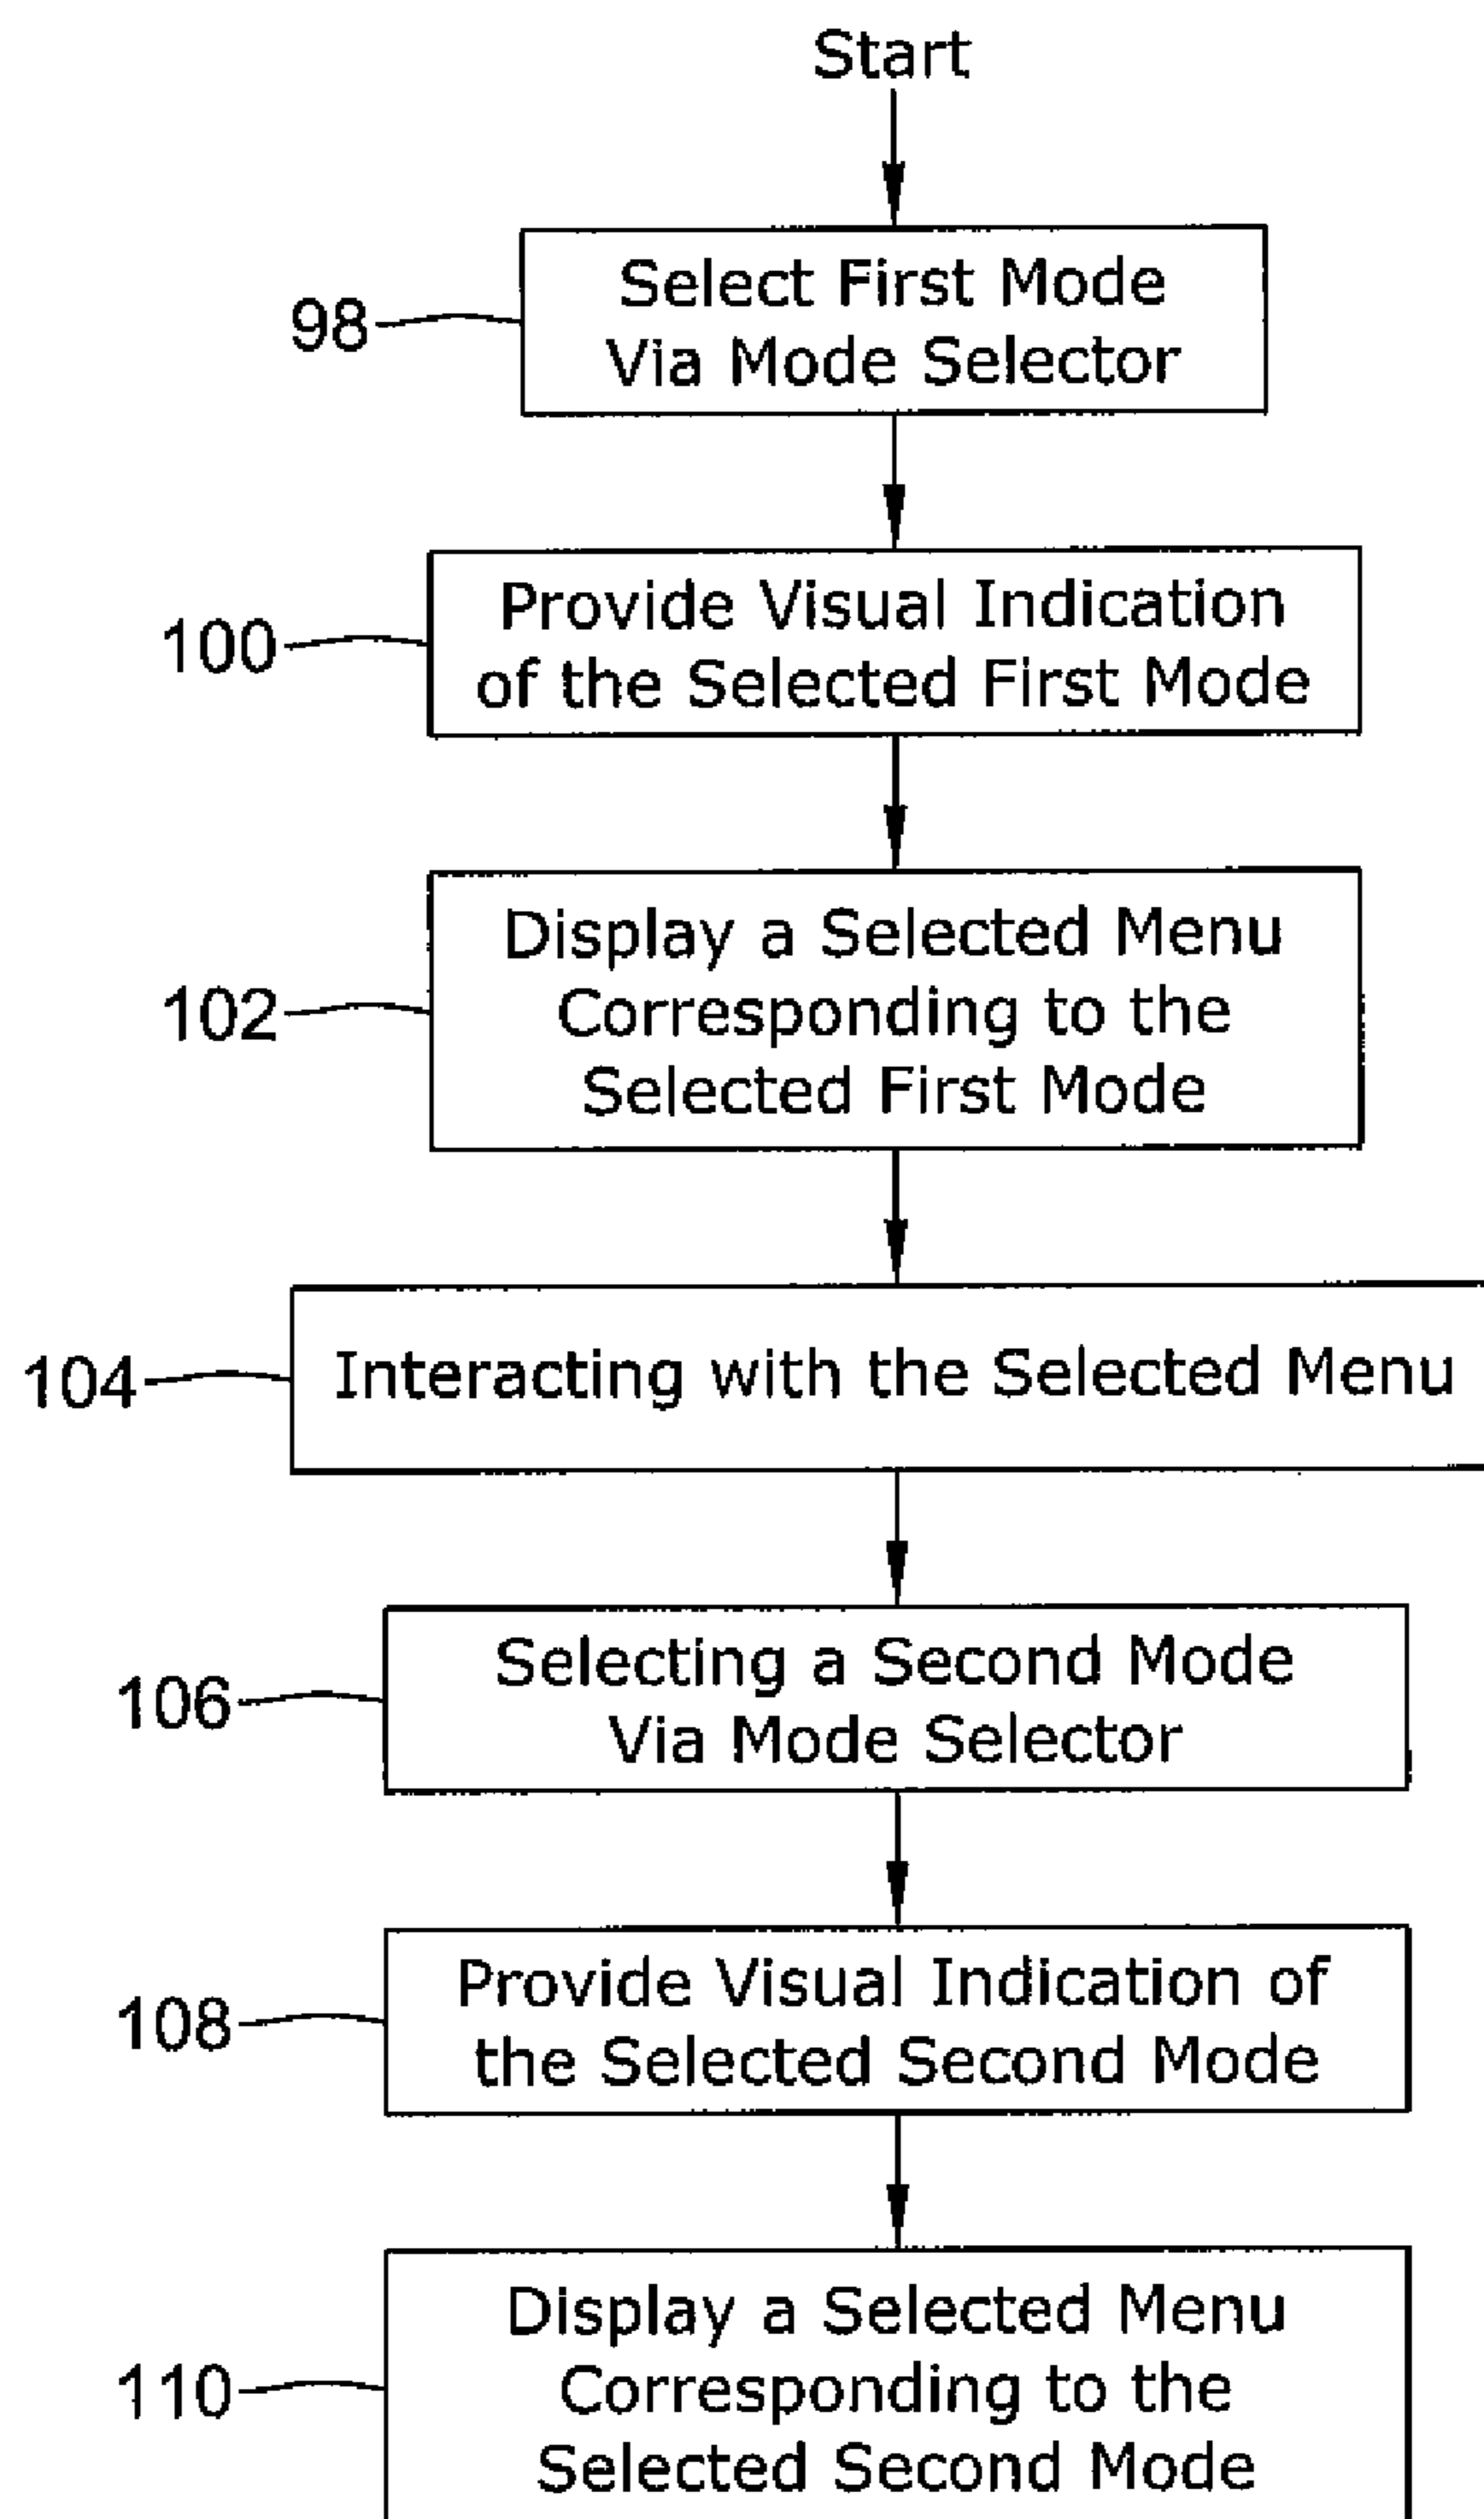 Start
98
Select First Mode
Via Mode Selector
100
Provide Visual Indication
of the Selected First Mode
102
Display a Selected Menu
Corresponding to the
Selected First Mode
104
Interacting with the Selected Menu
106
Selecting a Second Mode
Via Mode Selector
108
Provide Visual Indication of
the Selected Second Mode
110
Display a Selected Menu
Corresponding to the
Selected Second Mode